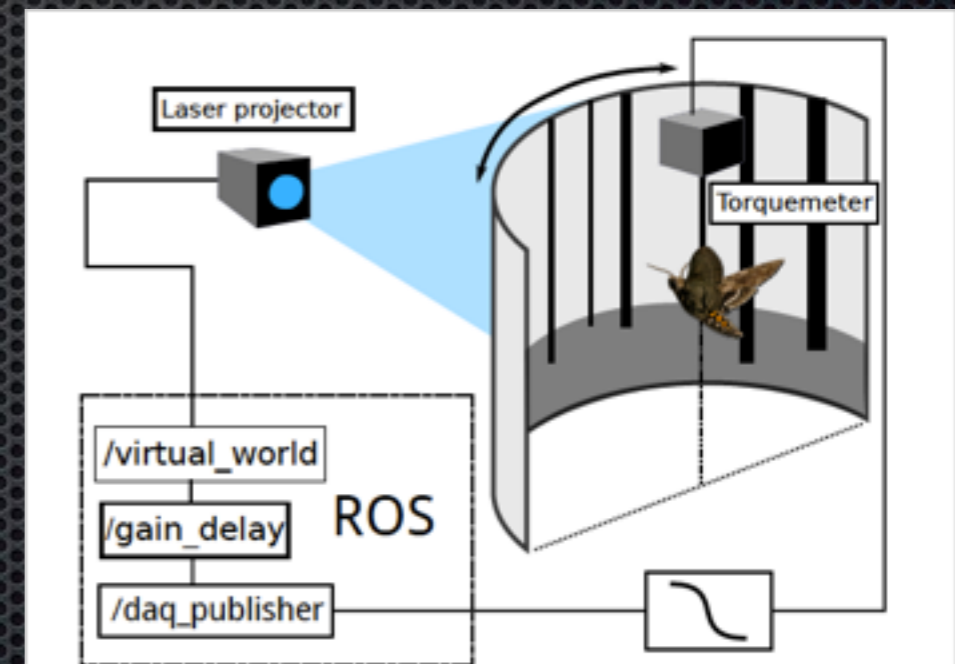 Laser projector
Torquemeter
/virtual_world
/gain_delay
ROS
/daq_publisher